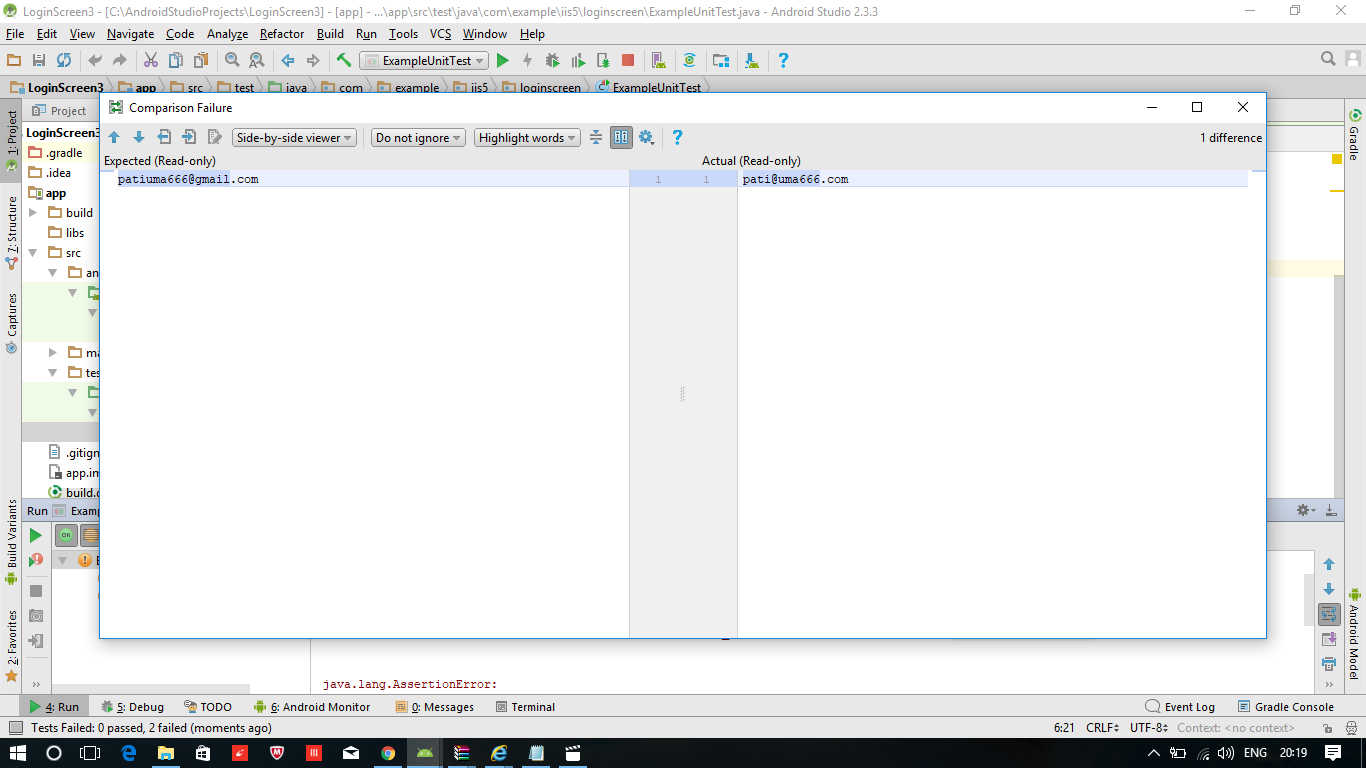 LoginScreen3 - [C:\AndroidStudioProjects\LoginScreen3] - [app] - ...\app\src\test\java\com\example\iis5\loginscreen\ExampleUnitTest.java - Android Studio 2.3.3
File Edit View Navigate Code Analyze Refactor Build Run Tools VCS Window Help
ExampleUnitTest
LoginScreen3 app src test java com example iis5 loginscreen ExampleUnitTest
1: Project
7: Structure
Captures
Build Variants
2: Favorites
Project
LoginScreen3
.gradle
.idea
app
build
libs
src
an
ma
tes
.gitign
app.im
build.g
Comparison Failure
Side-by-side viewer Do not ignore Highlight words ? 1 difference
Expected (Read-only) Actual (Read-only)
patiuma666@gmail.com 1 1 pati@uma666.com
Gradle
Android Model
Run Examp
OK
E
java.lang.AssertionError:
4: Run 5: Debug TODO 6: Android Monitor 0: Messages Terminal Event Log Gradle Console
Tests Failed: 0 passed, 2 failed (moments ago) 6:21 CRLF UTF-8 Context: <no context>
ENG 20:19